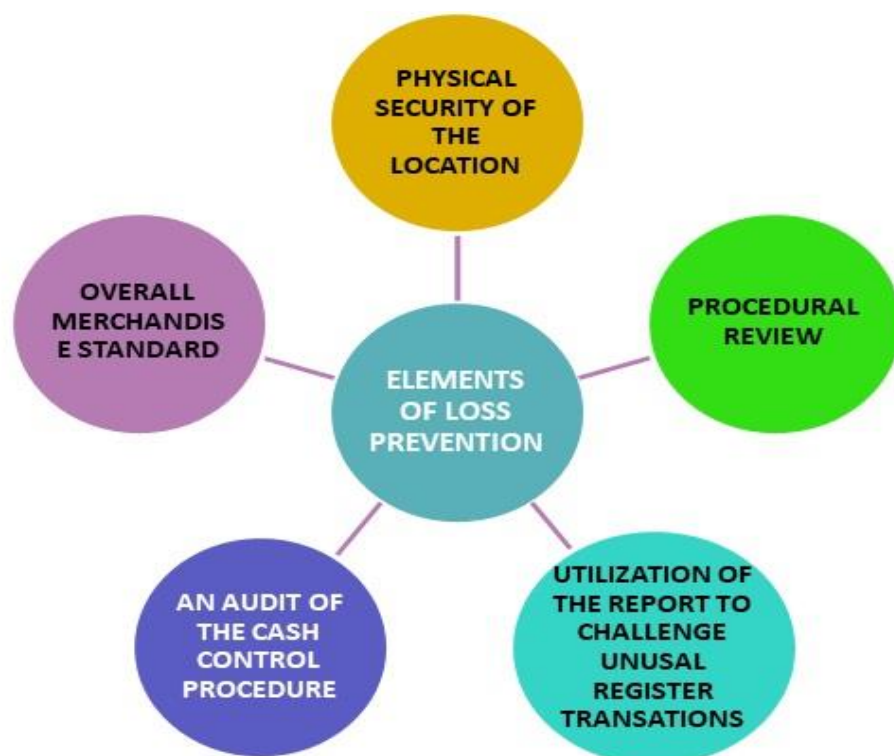 PHYSICAL
SECURITY OF
THE
LOCATION
PROCEDURAL
REVIEW
UTILIZATION OF
THE REPORT TO
CHALLENGE
UNUSAL
REGISTER
TRANSATIONS
AN AUDIT OF
THE CASH
CONTROL
PROCEDURE
OVERALL
MERCHANDIS
E STANDARD
ELEMENTS
OF LOSS
PREVENTION